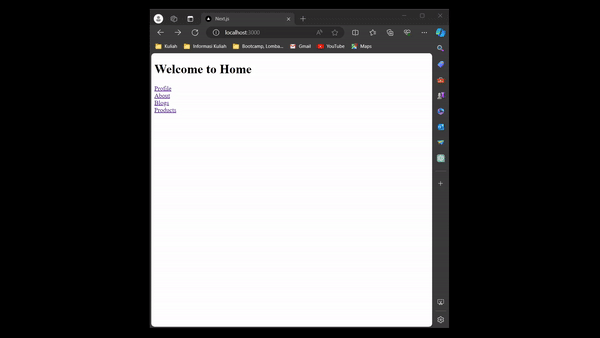 Next.js
localhost:3000
Kuliah
Informasi Kuliah
Bootcamp, Lomba...
Gmail
YouTube
Maps
Welcome to Home
Profile
About
Blogs
Products